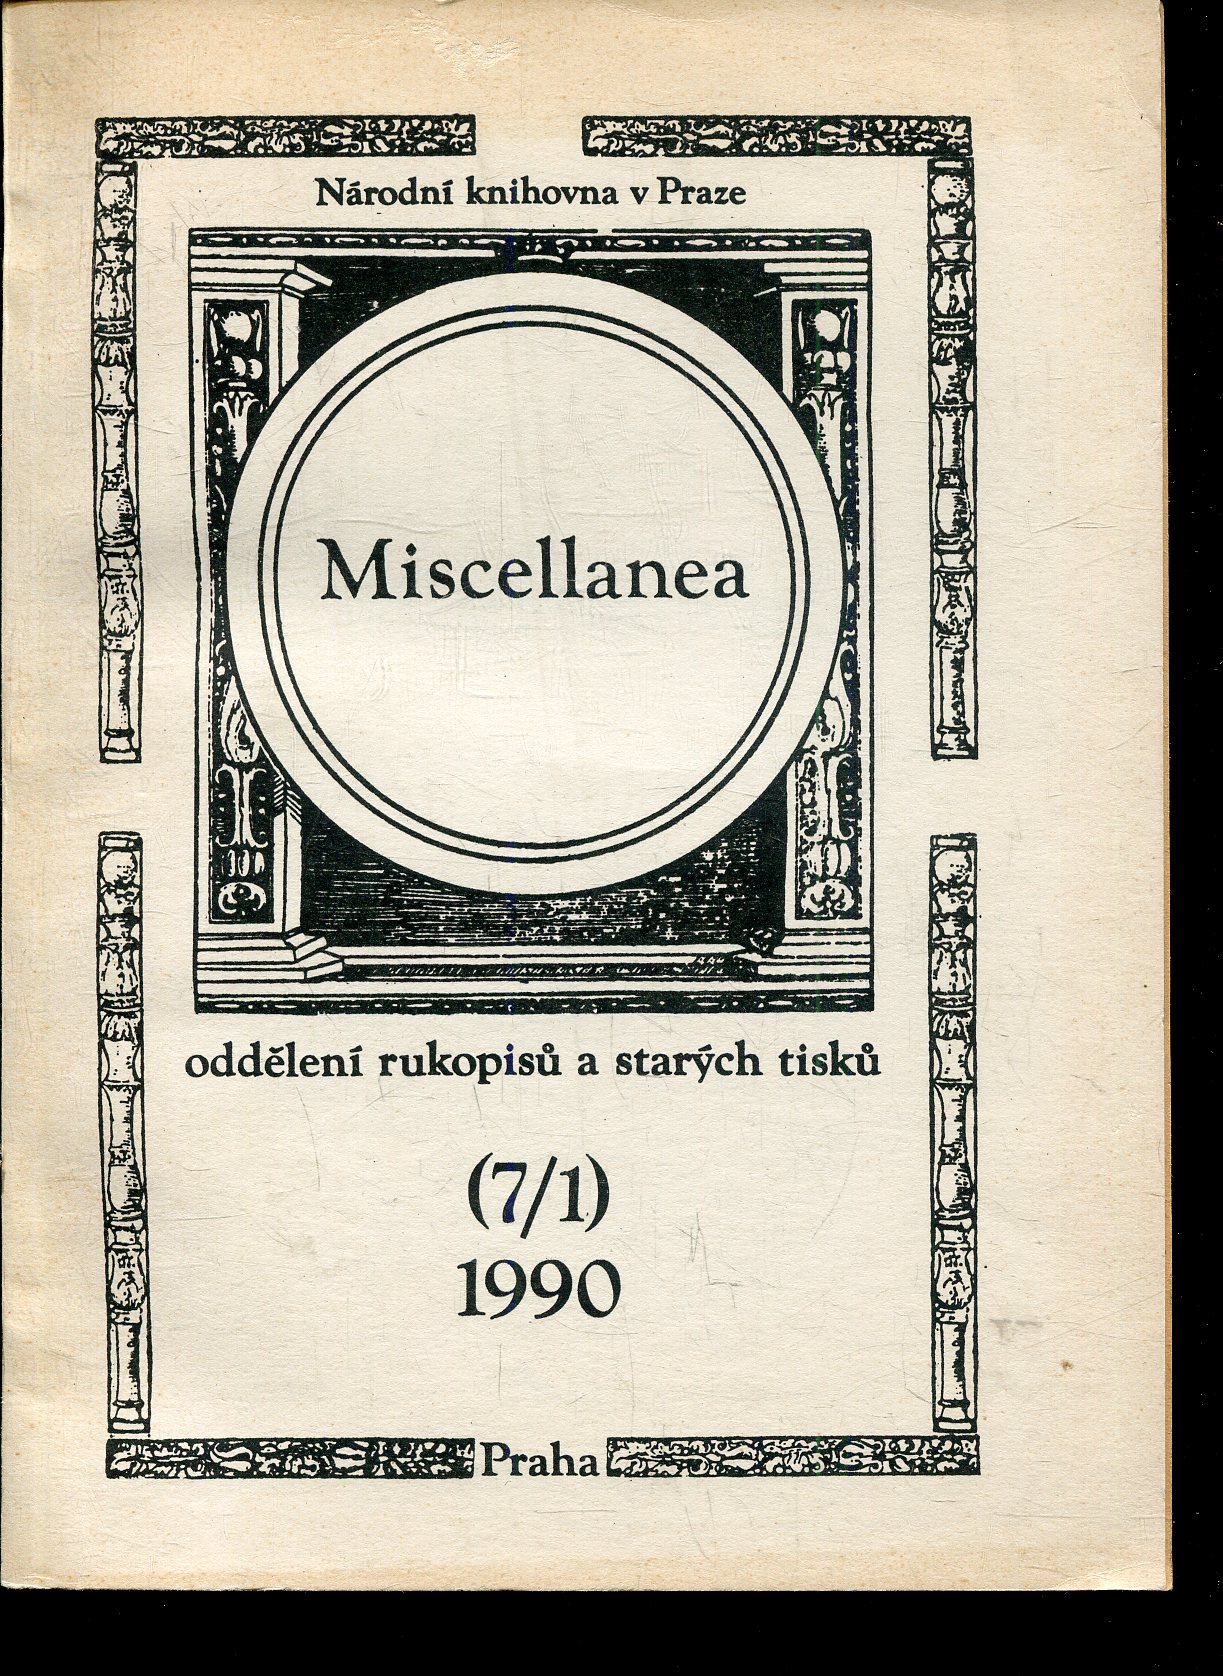 Národní knihovna v Praze
Miscellanea
oddělení rukopisů a starých tisků
(7/1)
1990
Praha